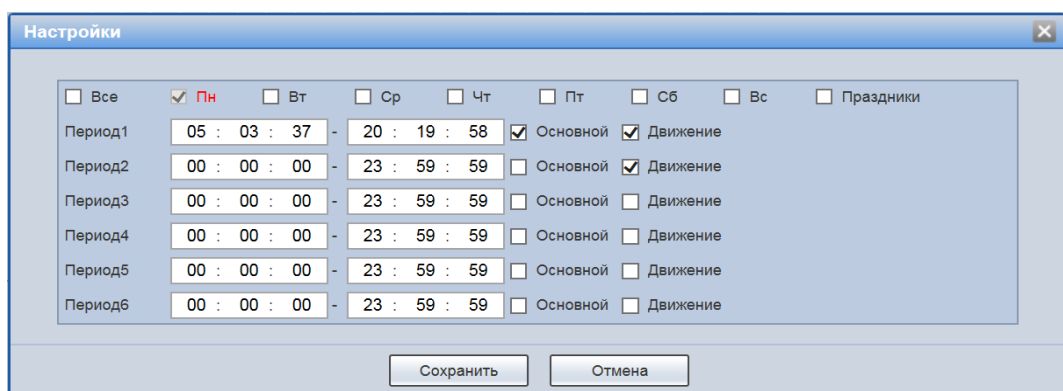 Настройки
Все Пн Вт Ср Чт Пт Сб Вс Праздники
Период1 05 : 03 : 37 - 20 : 19 : 58 Основной Движение
Период2 00 : 00 : 00 - 23 : 59 : 59 Основной Движение
Период3 00 : 00 : 00 - 23 : 59 : 59 Основной Движение
Период4 00 : 00 : 00 - 23 : 59 : 59 Основной Движение
Период5 00 : 00 : 00 - 23 : 59 : 59 Основной Движение
Период6 00 : 00 : 00 - 23 : 59 : 59 Основной Движение
Сохранить Отмена